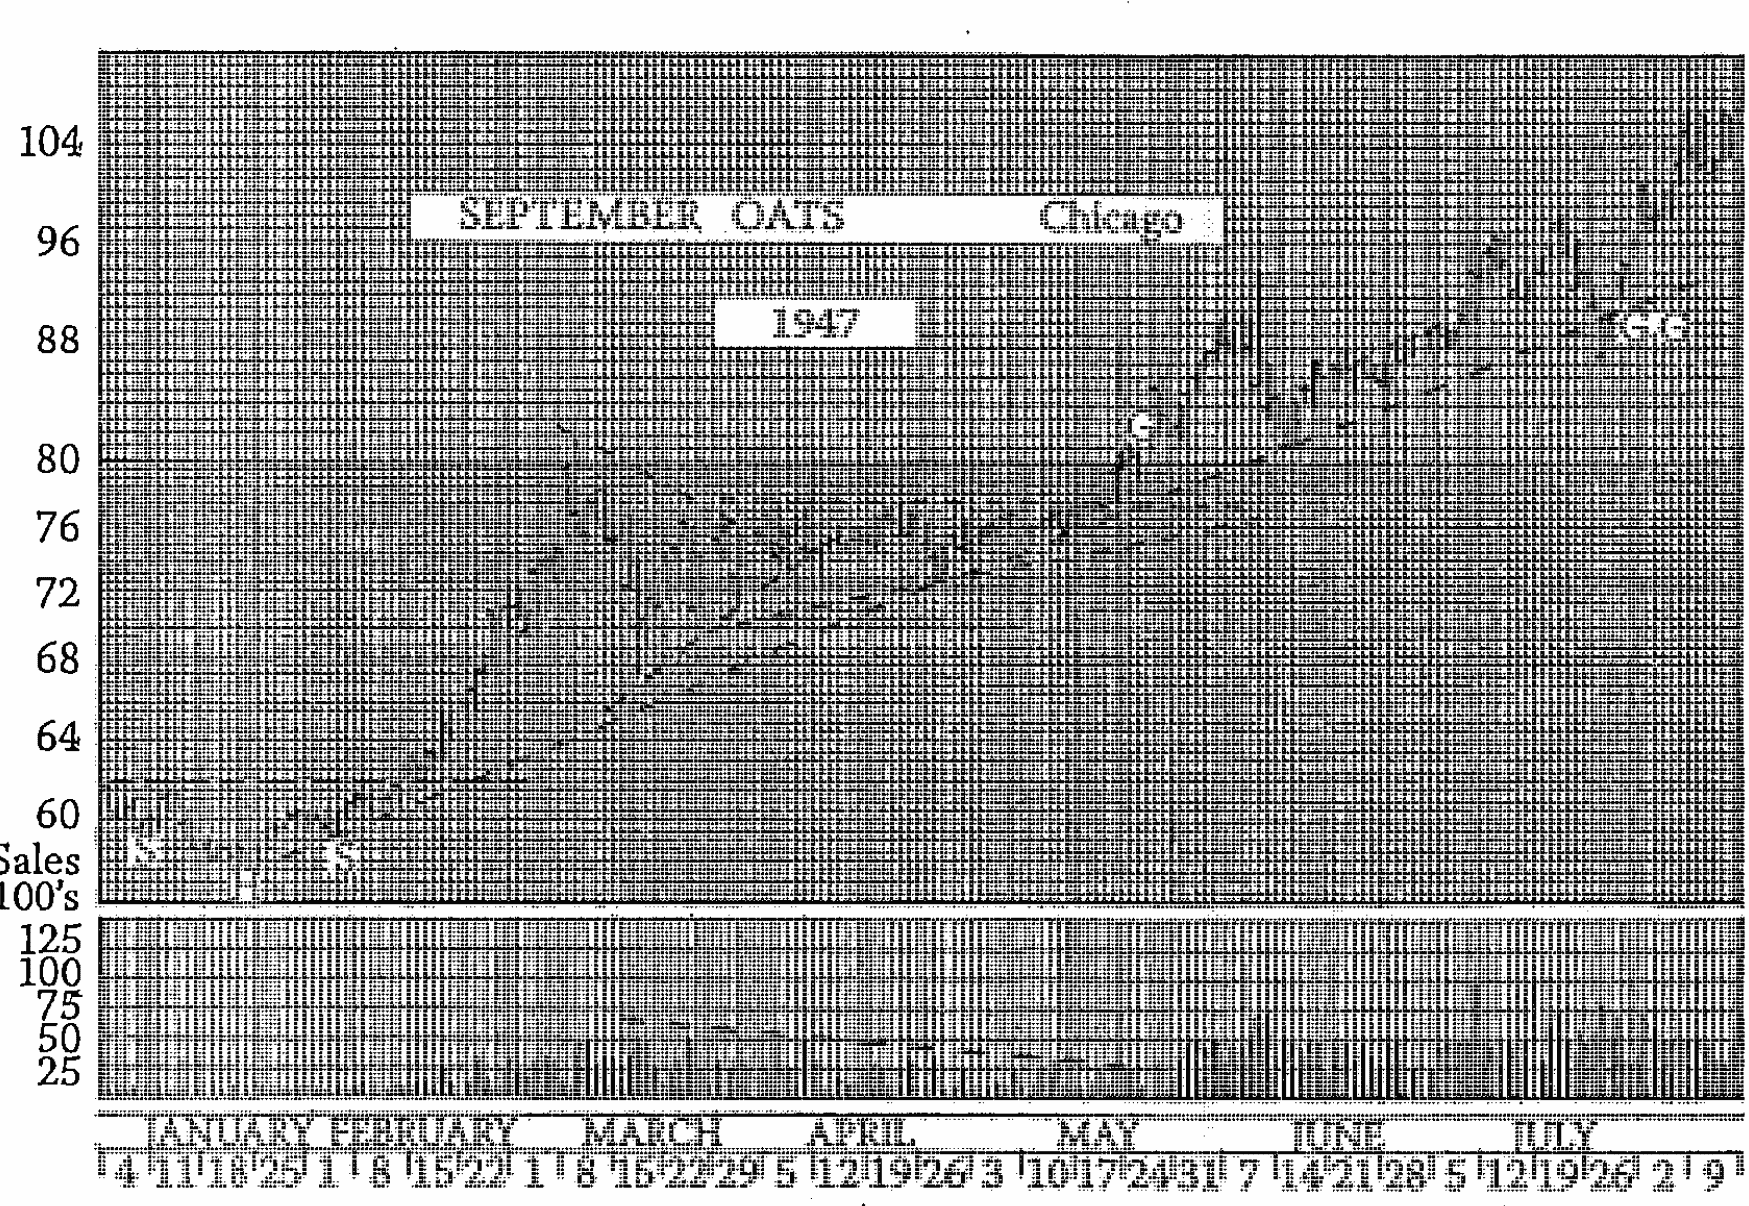 104
SEPTEMBER OATS Chicago
96
1947
88
80
76
72
68
64
60
S S
Sales
100's
125
100
75
50
25
JANUARY FEBRUARY MARCH APRIL MAY JUNE JULY
4 11 18 25 1 8 15 22 1 8 15 22 29 5 12 19 26 3 10 17 24 31 7 14 21 28 5 12 19 26 2 9